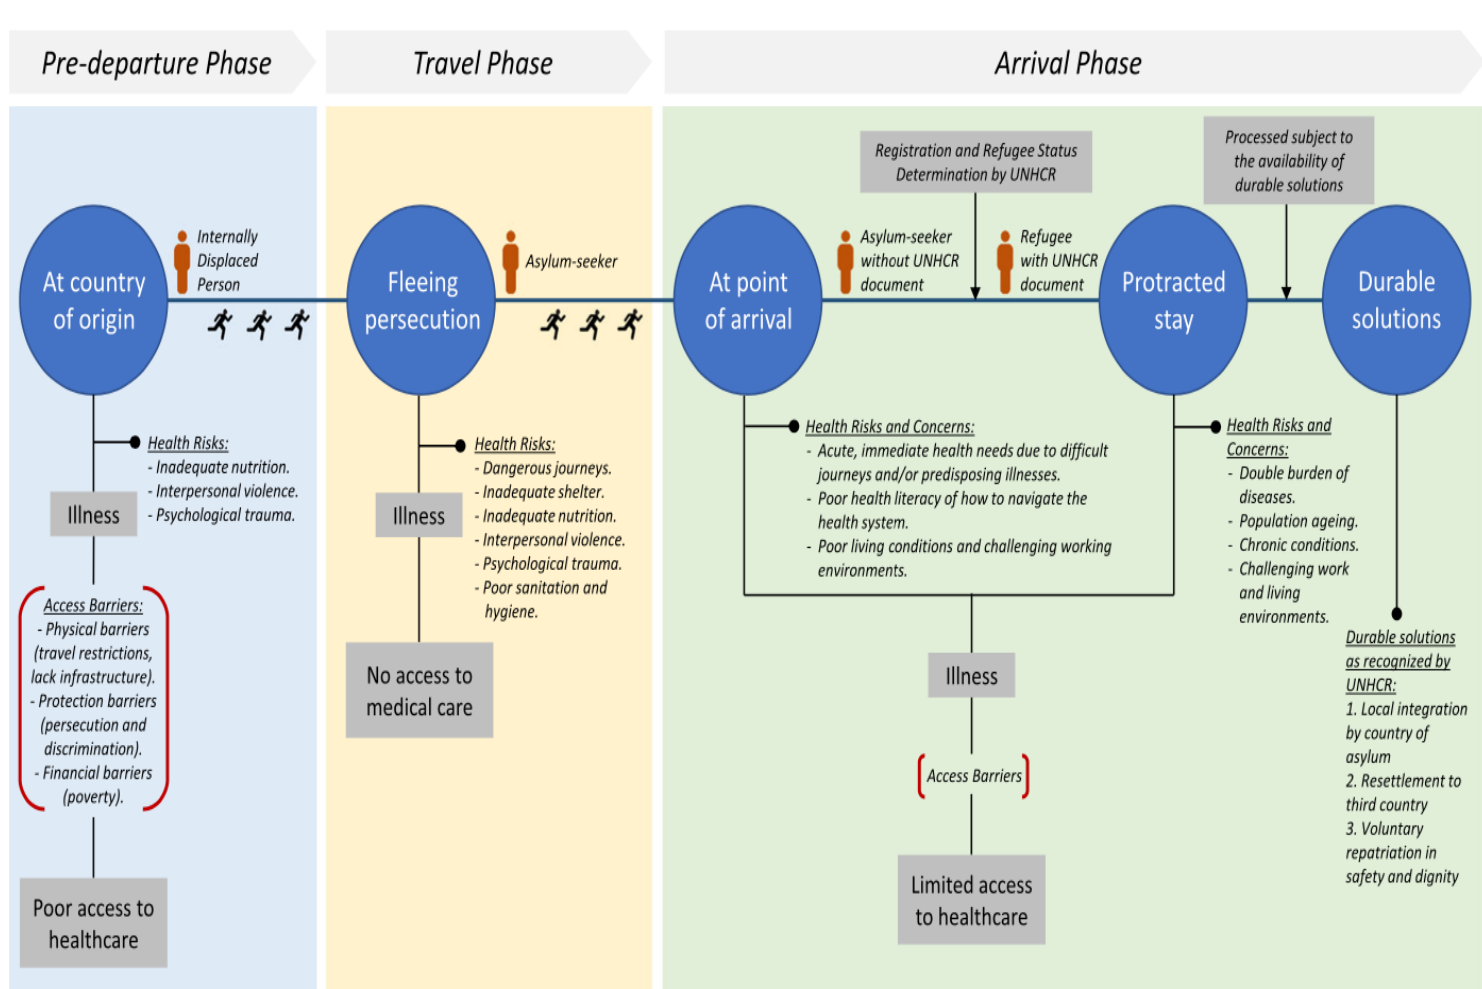 Pre-departure Phase
Travel Phase
Arrival Phase
Registration and Refugee Status
Determination by UNHCR
Processed subject to
the availability of
durable solutions
At country
of origin
Internally
Displaced
Person
Fleeing
persecution
Asylum-seeker
At point
of arrival
Asylum-seeker
without UNHCR
document
Refugee
with UNHCR
document
Protracted
stay
Durable
solutions
Health Risks:
- Inadequate nutrition.
- Interpersonal violence.
- Psychological trauma.
Illness
Access Barriers:
- Physical barriers
(travel restrictions,
lack infrastructure).
- Protection barriers
(persecution and
discrimination).
- Financial barriers
(poverty).
Poor access to
healthcare
Health Risks:
- Dangerous journeys.
- Inadequate shelter.
- Inadequate nutrition.
- Interpersonal violence.
- Psychological trauma.
- Poor sanitation and
hygiene.
Illness
No access to
medical care
Health Risks and Concerns:
- Acute, immediate health needs due to difficult
journeys and/or predisposing illnesses.
- Poor health literacy of how to navigate the
health system.
- Poor living conditions and challenging working
environments.
Health Risks and
Concerns:
- Double burden of
diseases.
- Population ageing.
- Chronic conditions.
- Challenging work
and living
environments.
Illness
Access Barriers
Limited access
to healthcare
Durable solutions
as recognized by
UNHCR:
1. Local integration
by country of
asylum
2. Resettlement to
third country
3. Voluntary
repatriation in
safety and dignity